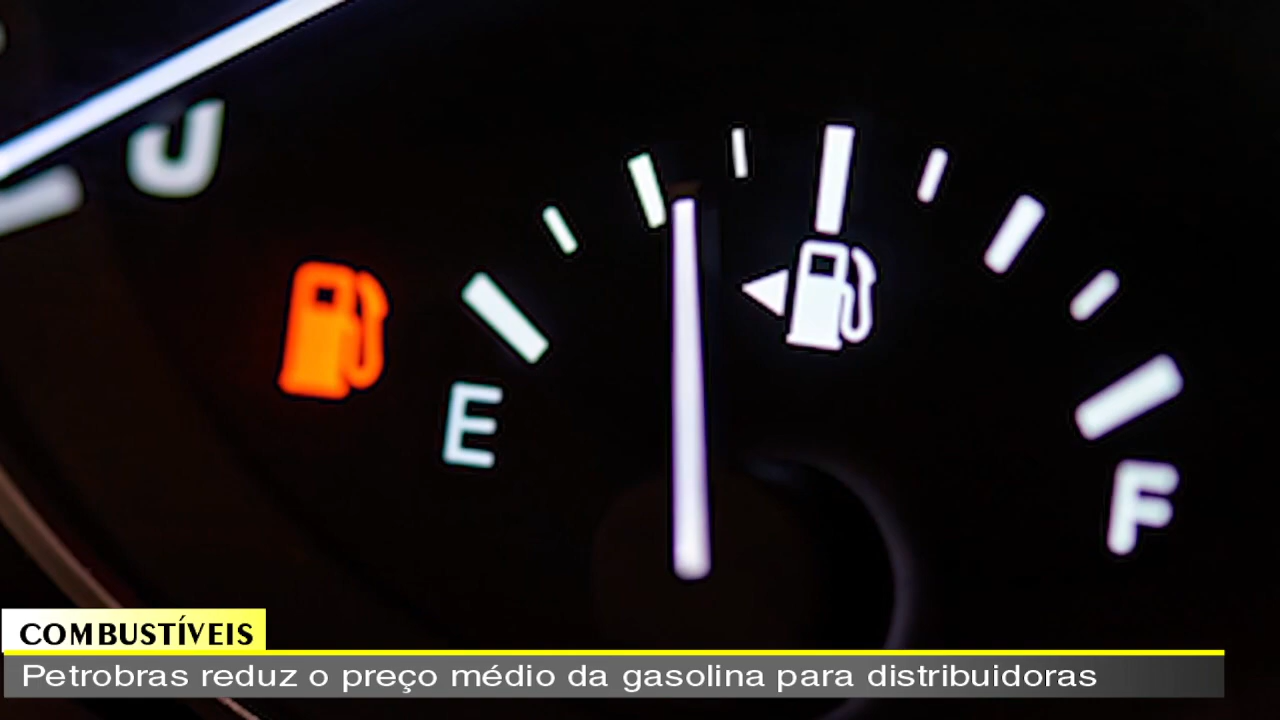 E
F
COMBUSTÍVEIS
Petrobras reduz o preço médio da gasolina para distribuidoras